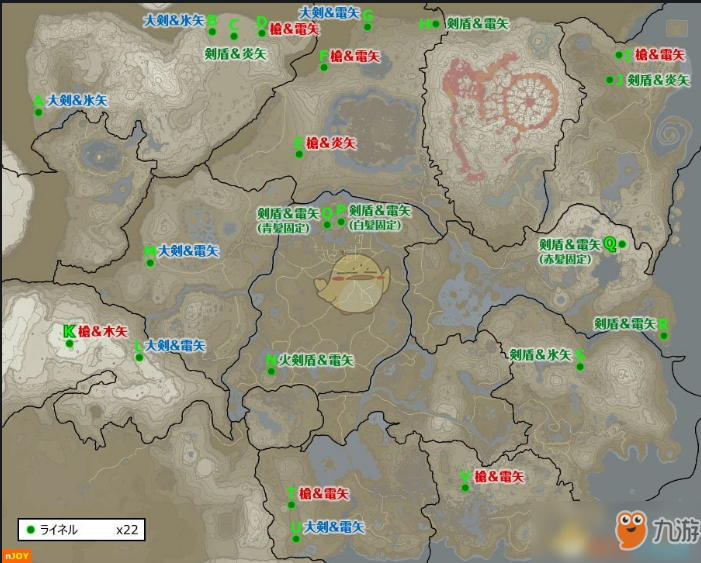 B
大剣&氷矢
C
剣盾&炎矢
D
槍&電矢
大剣&電矢
G
H
剣盾&電矢
F
槍&電矢
槍&電矢
J
剣盾&炎矢
A
大剣&氷矢
槍&炎矢
剣盾&電矢
(青髪固定)
O
P
剣盾&電矢
(白髪固定)
剣盾&電矢
(赤髪固定)
Q
M
大剣&電矢
K
槍&木矢
L
大剣&電矢
剣盾&電矢
R
剣盾&氷矢
S
N
火剣盾&電矢
T
槍&電矢
V
槍&電矢
U
大剣&電矢
ライネル x22
nJOY
九游